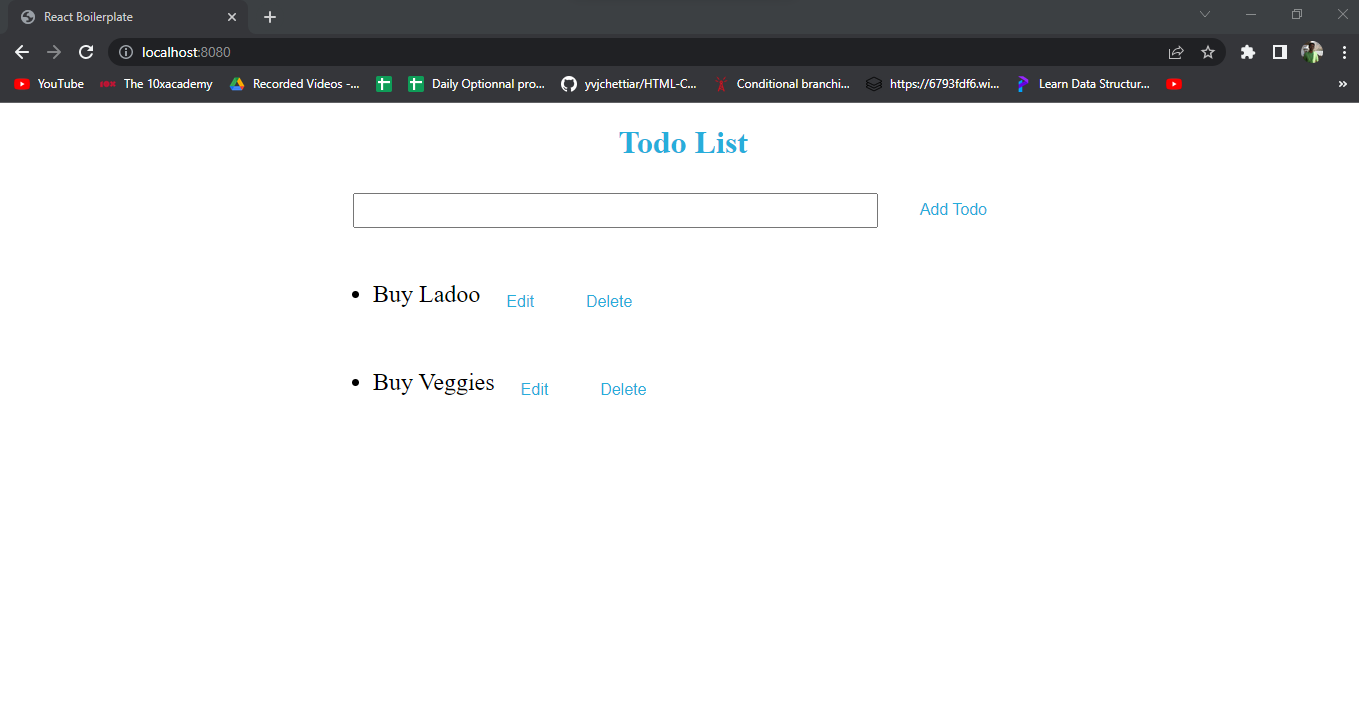 React Boilerplate
localhost:8080
YouTube The 10xacademy Recorded Videos -... Daily Optionnal pro... yvjchettiar/HTML-C... Conditional branchi... https://6793fdf6.wi... Learn Data Structur... »
Todo List
Add Todo
Buy Ladoo Edit Delete
Buy Veggies Edit Delete